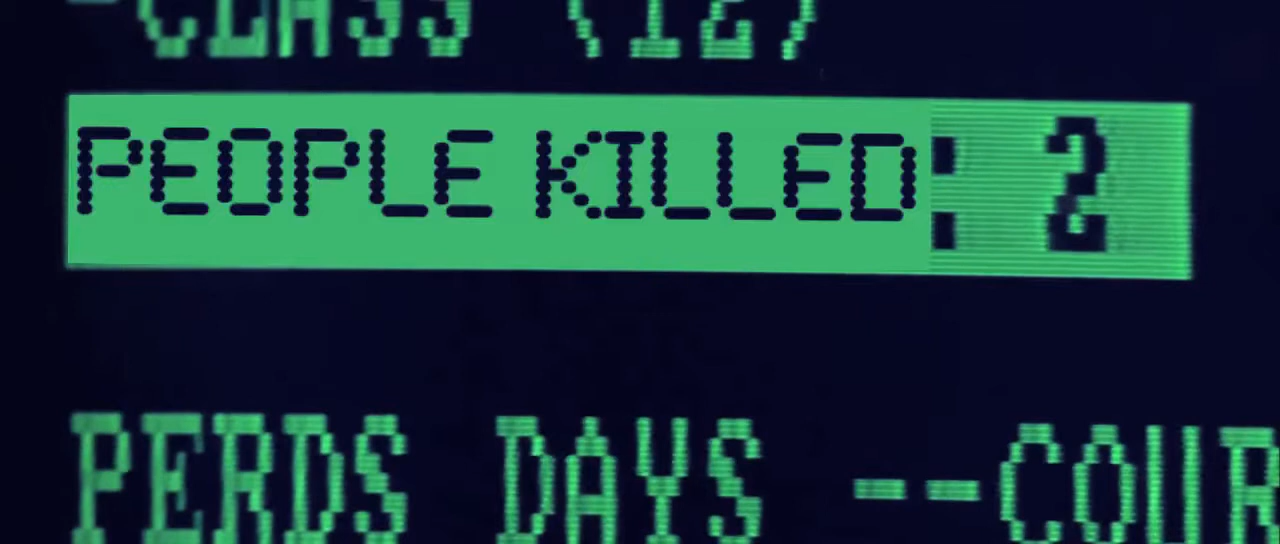 -CLASS (12)
PEOPLE KILLED: 2
PERDS DAYS --COUR